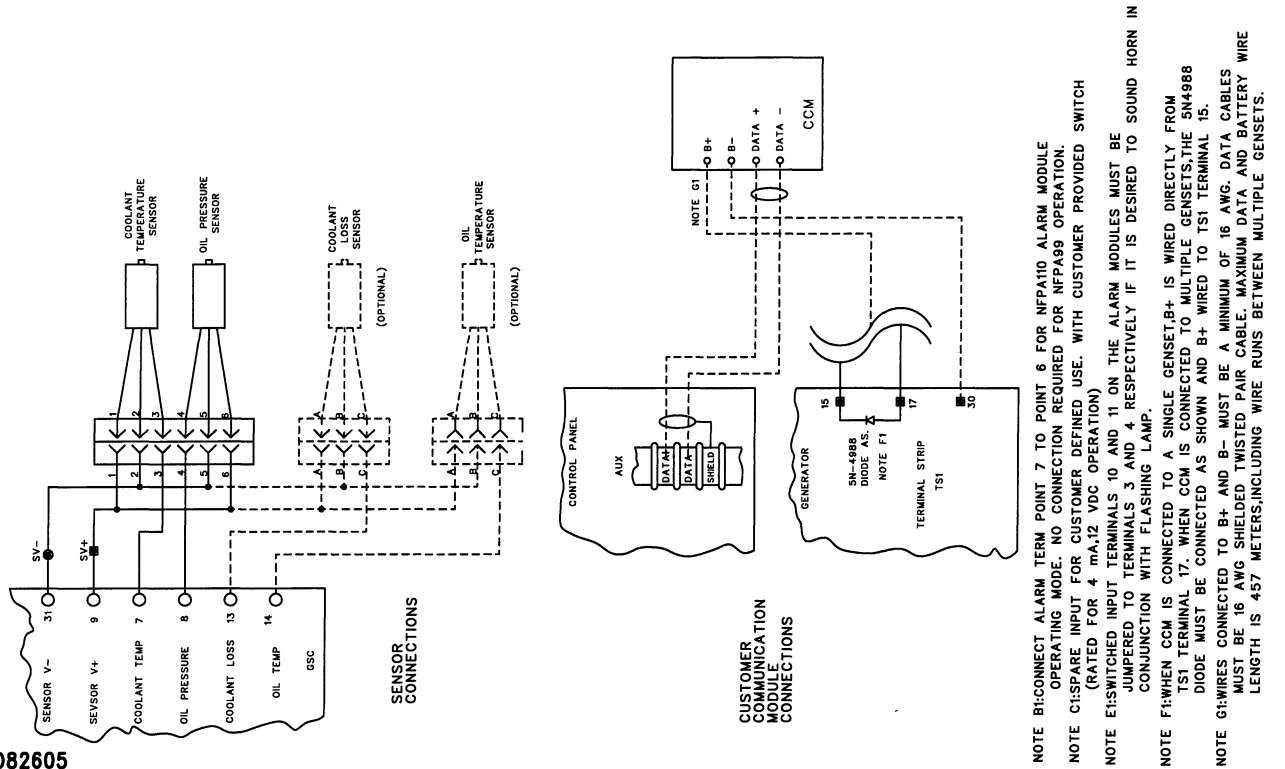 SENSOR V-
SEVSOR V+
COOLANT TEMP
OIL PRESSURE
COOLANT LOSS
OIL TEMP
GSC
31
9
7
8
13
14
SV-
SV+
1
2
3
4
5
6
1
2
3
4
5
6
COOLANT
TEMPERATURE
SENSOR
OIL PRESSURE
SENSOR
A
B
C
A
B
C
COOLANT
LOSS
SENSOR
(OPTIONAL)
A
B
C
A
B
C
OIL
TEMPERATURE
SENSOR
(OPTIONAL)
SENSOR
CONNECTIONS
CONTROL PANEL
AUX
DATA+
DATA-
SHIELD
GENERATOR
15
17
30
5N-4988
DIODE AS.
NOTE F1
TERMINAL STRIP
TS1
NOTE G1
B+
B-
DATA +
DATA -
CCM
CUSTOMER
COMMUNICATION
MODULE
CONNECTIONS
NOTE B1:CONNECT ALARM TERM POINT 7 TO POINT 6 FOR NFPA110 ALARM MODULE
OPERATING MODE. NO CONNECTION REQUIRED FOR NFPA99 OPERATION.
NOTE C1:SPARE INPUT FOR CUSTOMER DEFINED USE. WITH CUSTOMER PROVIDED SWITCH
(RATED FOR 4 mA,12 VDC OPERATION)
NOTE E1:SWITCHED INPUT TERMINALS 10 AND 11 ON THE ALARM MODULES MUST BE
JUMPERED TO TERMINALS 3 AND 4 RESPECTIVELY IF IT IS DESIRED TO SOUND HORN IN
CONJUNCTION WITH FLASHING LAMP.
NOTE F1:WHEN CCM IS CONNECTED TO A SINGLE GENSET,B+ IS WIRED DIRECTLY FROM
TS1 TERMINAL 17. WHEN CCM IS CONNECTED TO MULTIPLE GENSETS,THE 5N4988
DIODE MUST BE CONNECTED AS SHOWN AND B+ WIRED TO TS1 TERMINAL 15.
NOTE G1:WIRES CONNECTED TO B+ AND B- MUST BE A MINIMUM OF 16 AWG. DATA CABLES
MUST BE 16 AWG SHIELDED TWISTED PAIR CABLE. MAXIMUM DATA AND BATTERY WIRE
LENGTH IS 457 METERS,INCLUDING WIRE RUNS BETWEEN MULTIPLE GENSETS.
082605